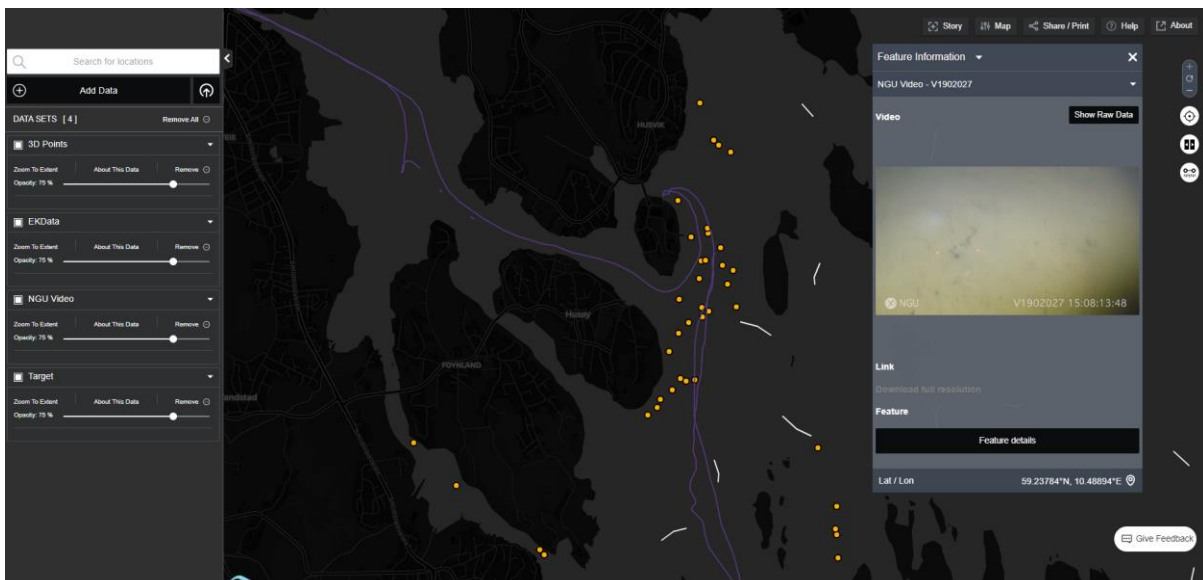 Story
Map
Share / Print
Help
About
Search for locations
Add Data
DATA SETS [ 4 ]
Remove All
3D Points
Zoom To Extent
About This Data
Remove
Opacity: 75 %
EKData
Zoom To Extent
About This Data
Remove
Opacity: 75 %
NGU Video
Zoom To Extent
About This Data
Remove
Opacity: 75 %
Target
Zoom To Extent
About This Data
Remove
Opacity: 75 %
HUSVIK
Husøy
FØYNLAND
andstad
Feature Information
NGU Video - V1902027
Video
Show Raw Data
NGU
V1902027 15:08:13:48
Link
Download full resolution
Feature
Feature details
Lat / Lon
59.23784°N, 10.48894°E
Give Feedback